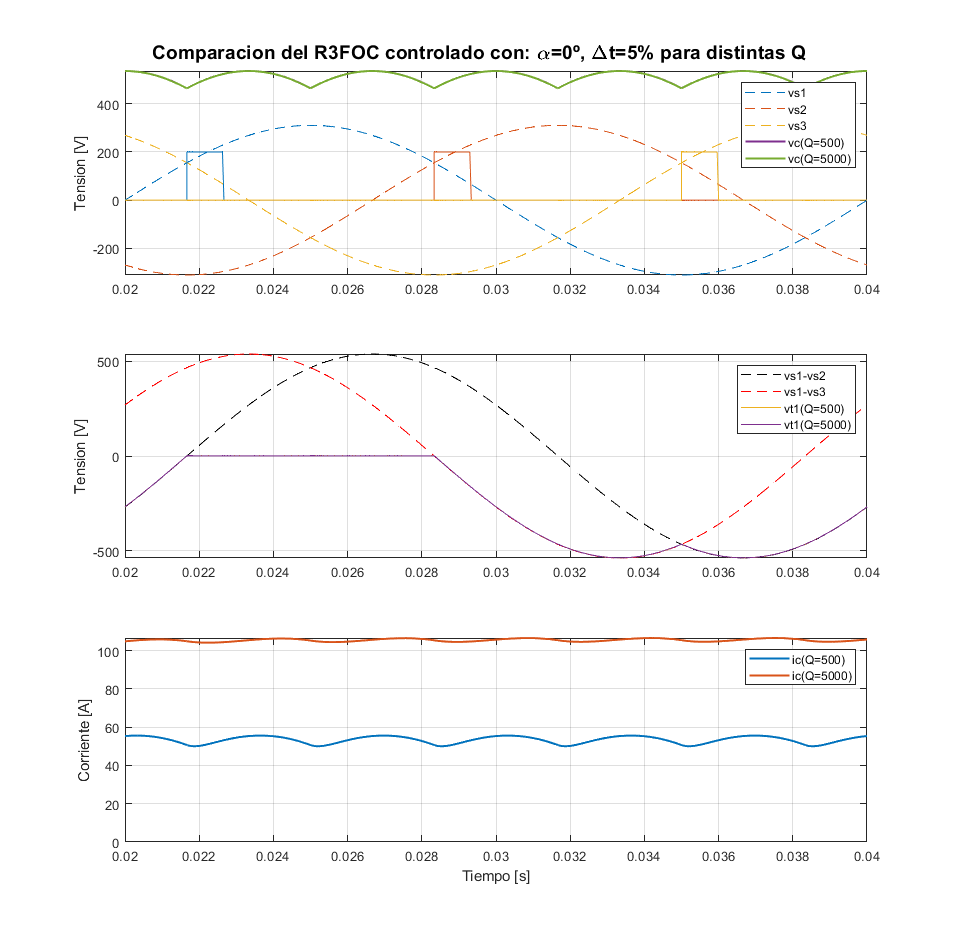 Comparacion del R3FOC controlado con: α=0º, Δt=5% para distintas Q
400
200
0
-200
Tension [V]
vs1
vs2
vs3
vc(Q=500)
vc(Q=5000)
0.02 0.022 0.024 0.026 0.028 0.03 0.032 0.034 0.036 0.038 0.04
500
0
-500
Tension [V]
vs1-vs2
vs1-vs3
vt1(Q=500)
vt1(Q=5000)
0.02 0.022 0.024 0.026 0.028 0.03 0.032 0.034 0.036 0.038 0.04
100
80
60
40
20
0
Corriente [A]
ic(Q=500)
ic(Q=5000)
0.02 0.022 0.024 0.026 0.028 0.03 0.032 0.034 0.036 0.038 0.04
Tiempo [s]